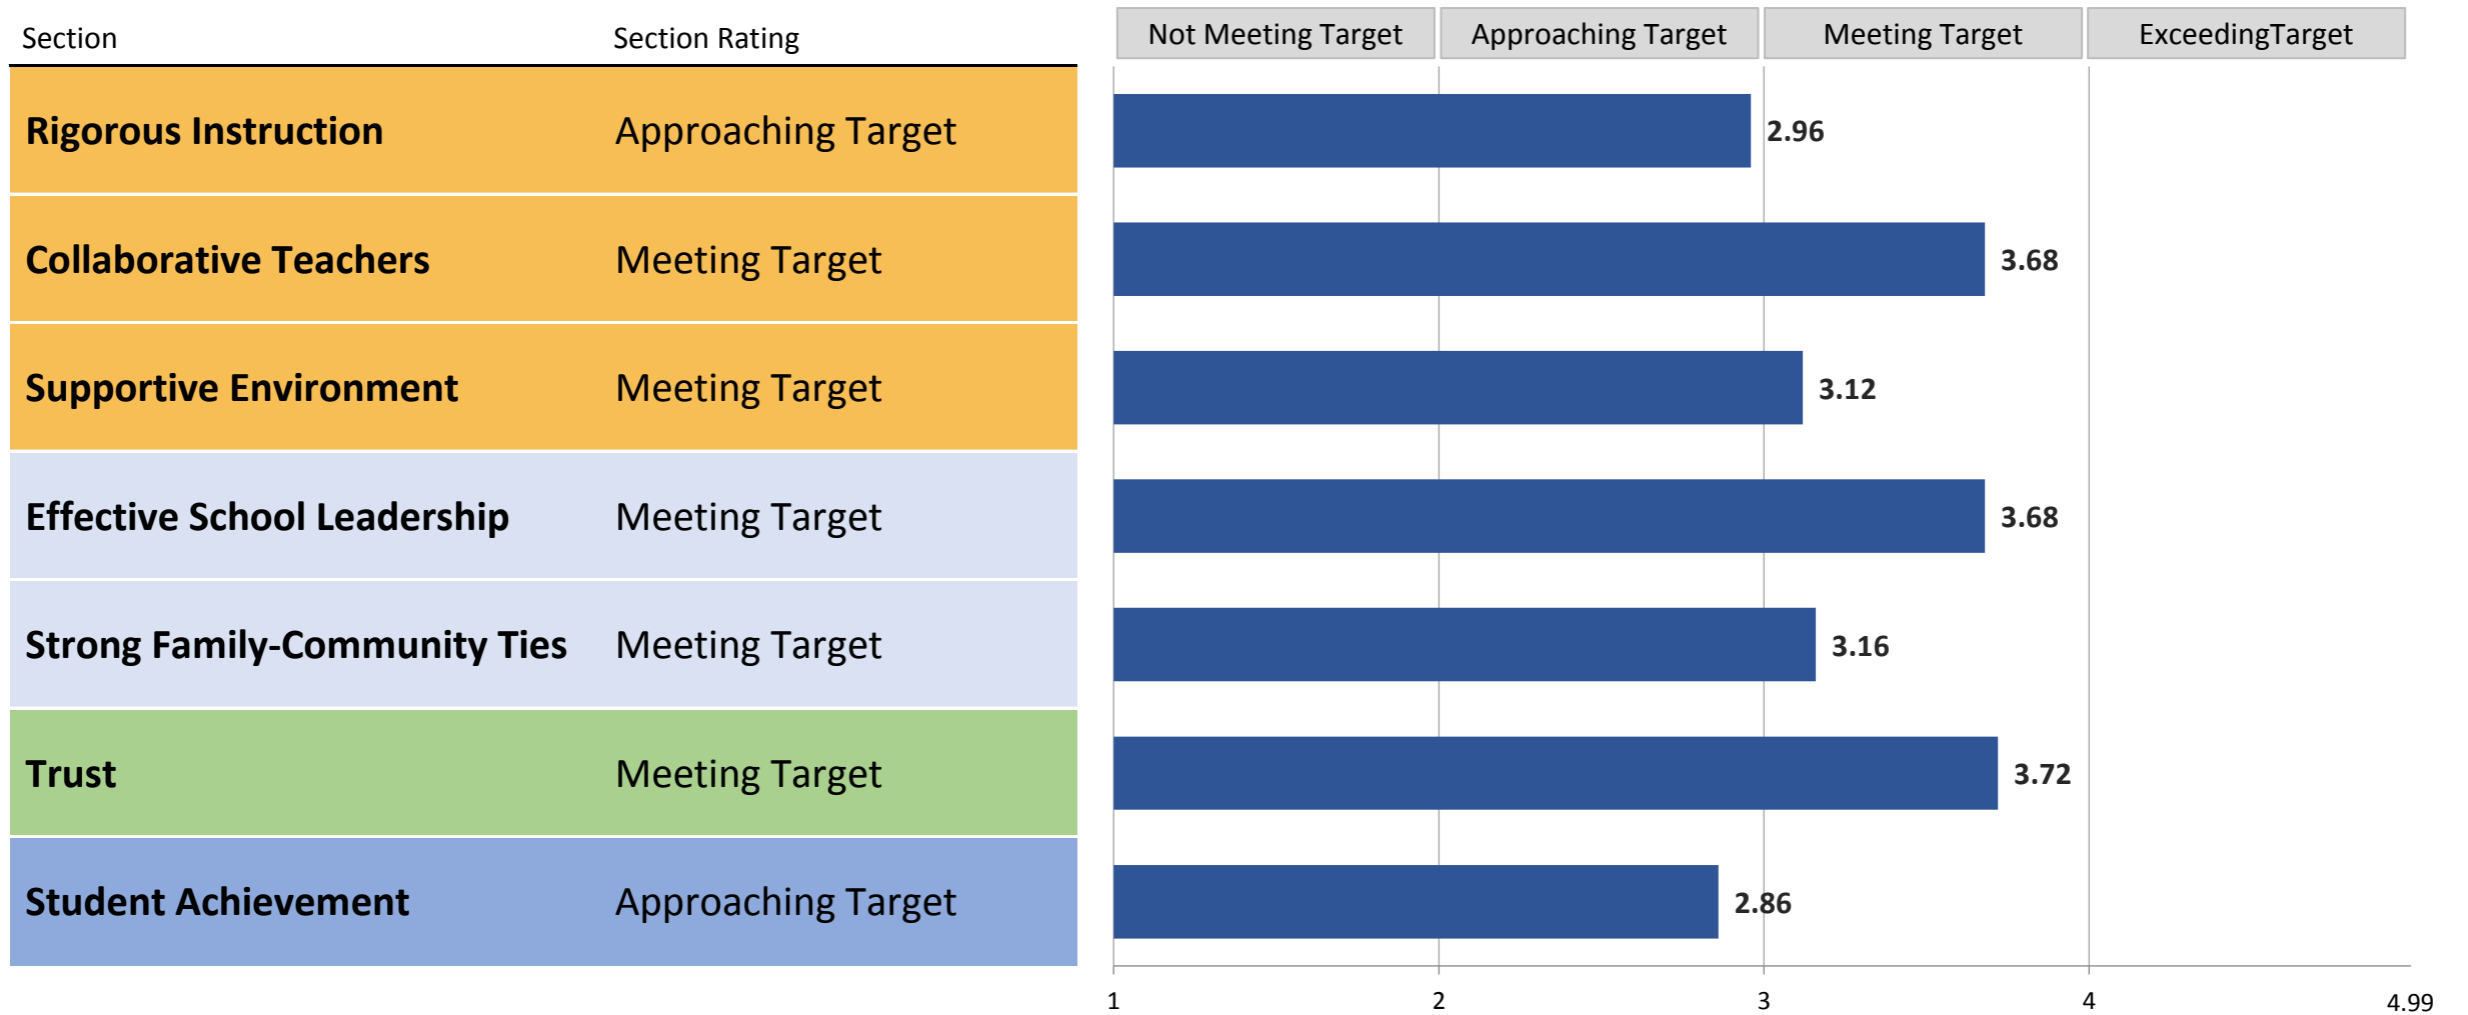 Section Section Rating Not Meeting Target Approaching Target Meeting Target ExceedingTarget
Rigorous Instruction Approaching Target 2.96
Collaborative Teachers Meeting Target 3.68
Supportive Environment Meeting Target 3.12
Effective School Leadership Meeting Target 3.68
Strong Family-Community Ties Meeting Target 3.16
Trust Meeting Target 3.72
Student Achievement Approaching Target 2.86
1 2 3 4 4.99